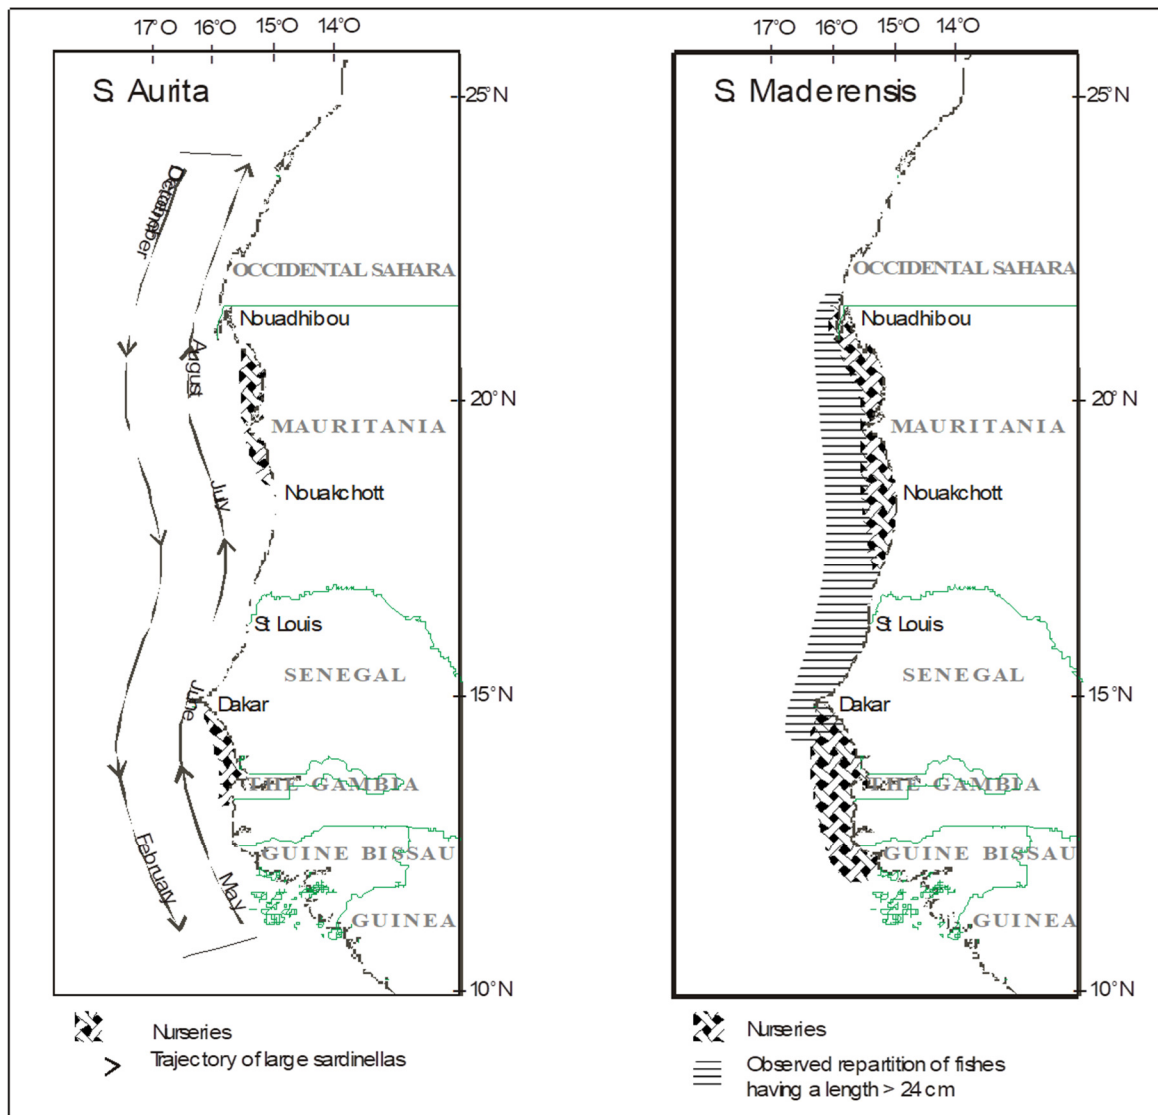 17°O 16°O 15°O 14°O
S. Aurita
25°N
OCCIDENTAL SAHARA
Nouadhibou
August
20°N
MAURITANIA
July
Nouakchott
St Louis
SENEGAL
June
15°N
Dakar
THE GAMBIA
February
GUINE BISSAU
May
GUINEA
10°N
Nurseries
Trajectory of large sardinellas
17°O 16°O 15°O 14°O
S. Maderensis
25°N
OCCIDENTAL SAHARA
Nouadhibou
20°N
MAURITANIA
Nouakchott
St Louis
SENEGAL
15°N
Dakar
THE GAMBIA
GUINE BISSAU
GUINEA
10°N
Nurseries
Observed repartition of fishes
having a length > 24 cm